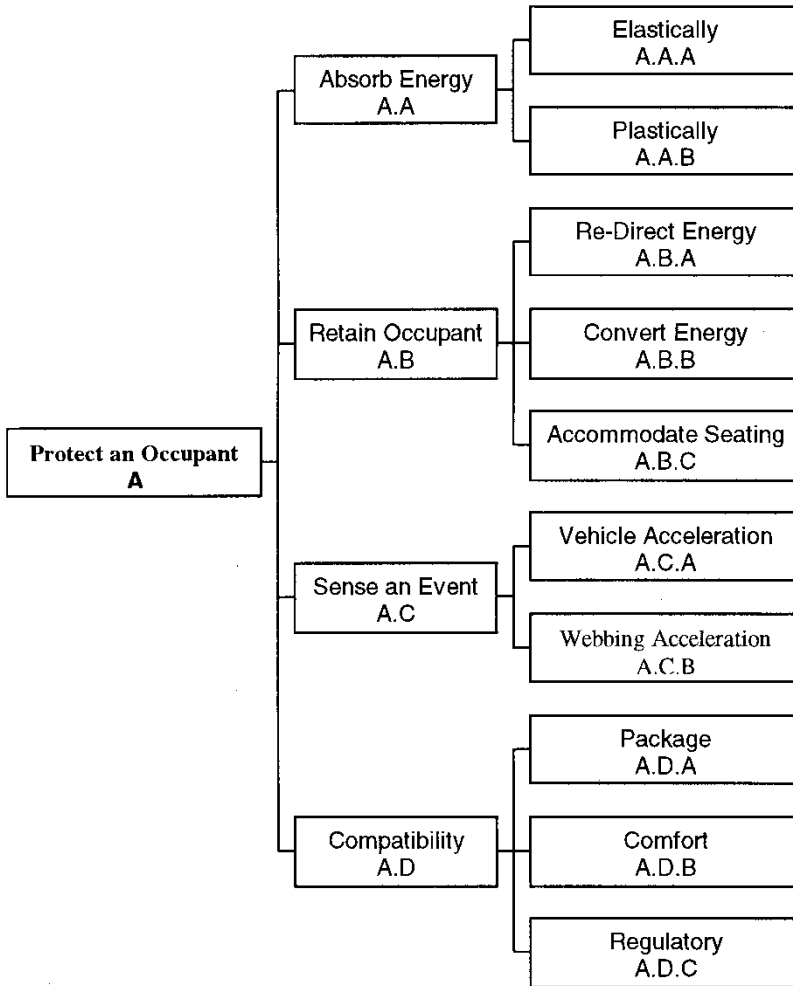 Elastically
A.A.A
Absorb Energy
A.A
Plastically
A.A.B
Re-Direct Energy
A.B.A
Retain Occupant
A.B
Convert Energy
A.B.B
Accommodate Seating
A.B.C
Protect an Occupant
A
Vehicle Acceleration
A.C.A
Sense an Event
A.C
Webbing Acceleration
A.C.B
Package
A.D.A
Compatibility
A.D
Comfort
A.D.B
Regulatory
A.D.C